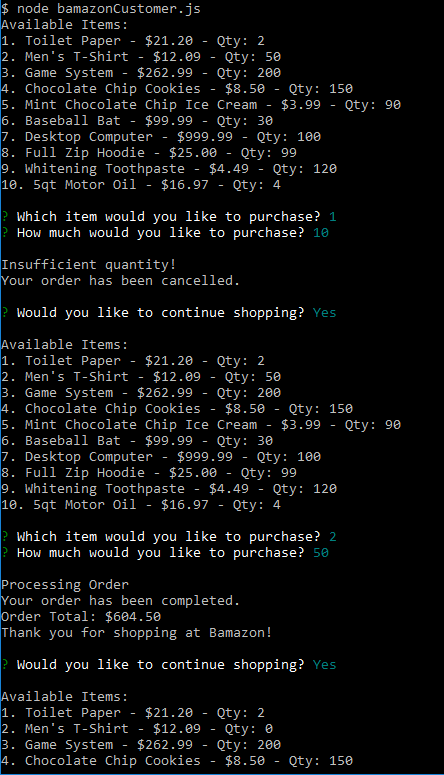 $ node bamazonCustomer.js
Available Items:
1. Toilet Paper - $21.20 - Qty: 2
2. Men's T-Shirt - $12.09 - Qty: 50
3. Game System - $262.99 - Qty: 200
4. Chocolate Chip Cookies - $8.50 - Qty: 150
5. Mint Chocolate Chip Ice Cream - $3.99 - Qty: 90
6. Baseball Bat - $99.99 - Qty: 30
7. Desktop Computer - $999.99 - Qty: 100
8. Full Zip Hoodie - $25.00 - Qty: 99
9. Whitening Toothpaste - $4.49 - Qty: 120
10. 5qt Motor Oil - $16.97 - Qty: 4
? Which item would you like to purchase? 1
? How much would you like to purchase? 10
Insufficient quantity!
Your order has been cancelled.
? Would you like to continue shopping? Yes
Available Items:
1. Toilet Paper - $21.20 - Qty: 2
2. Men's T-Shirt - $12.09 - Qty: 50
3. Game System - $262.99 - Qty: 200
4. Chocolate Chip Cookies - $8.50 - Qty: 150
5. Mint Chocolate Chip Ice Cream - $3.99 - Qty: 90
6. Baseball Bat - $99.99 - Qty: 30
7. Desktop Computer - $999.99 - Qty: 100
8. Full Zip Hoodie - $25.00 - Qty: 99
9. Whitening Toothpaste - $4.49 - Qty: 120
10. 5qt Motor Oil - $16.97 - Qty: 4
? Which item would you like to purchase? 2
? How much would you like to purchase? 50
Processing Order
Your order has been completed.
Order Total: $604.50
Thank you for shopping at Bamazon!
? Would you like to continue shopping? Yes
Available Items:
1. Toilet Paper - $21.20 - Qty: 2
2. Men's T-Shirt - $12.09 - Qty: 0
3. Game System - $262.99 - Qty: 200
4. Chocolate Chip Cookies - $8.50 - Qty: 150